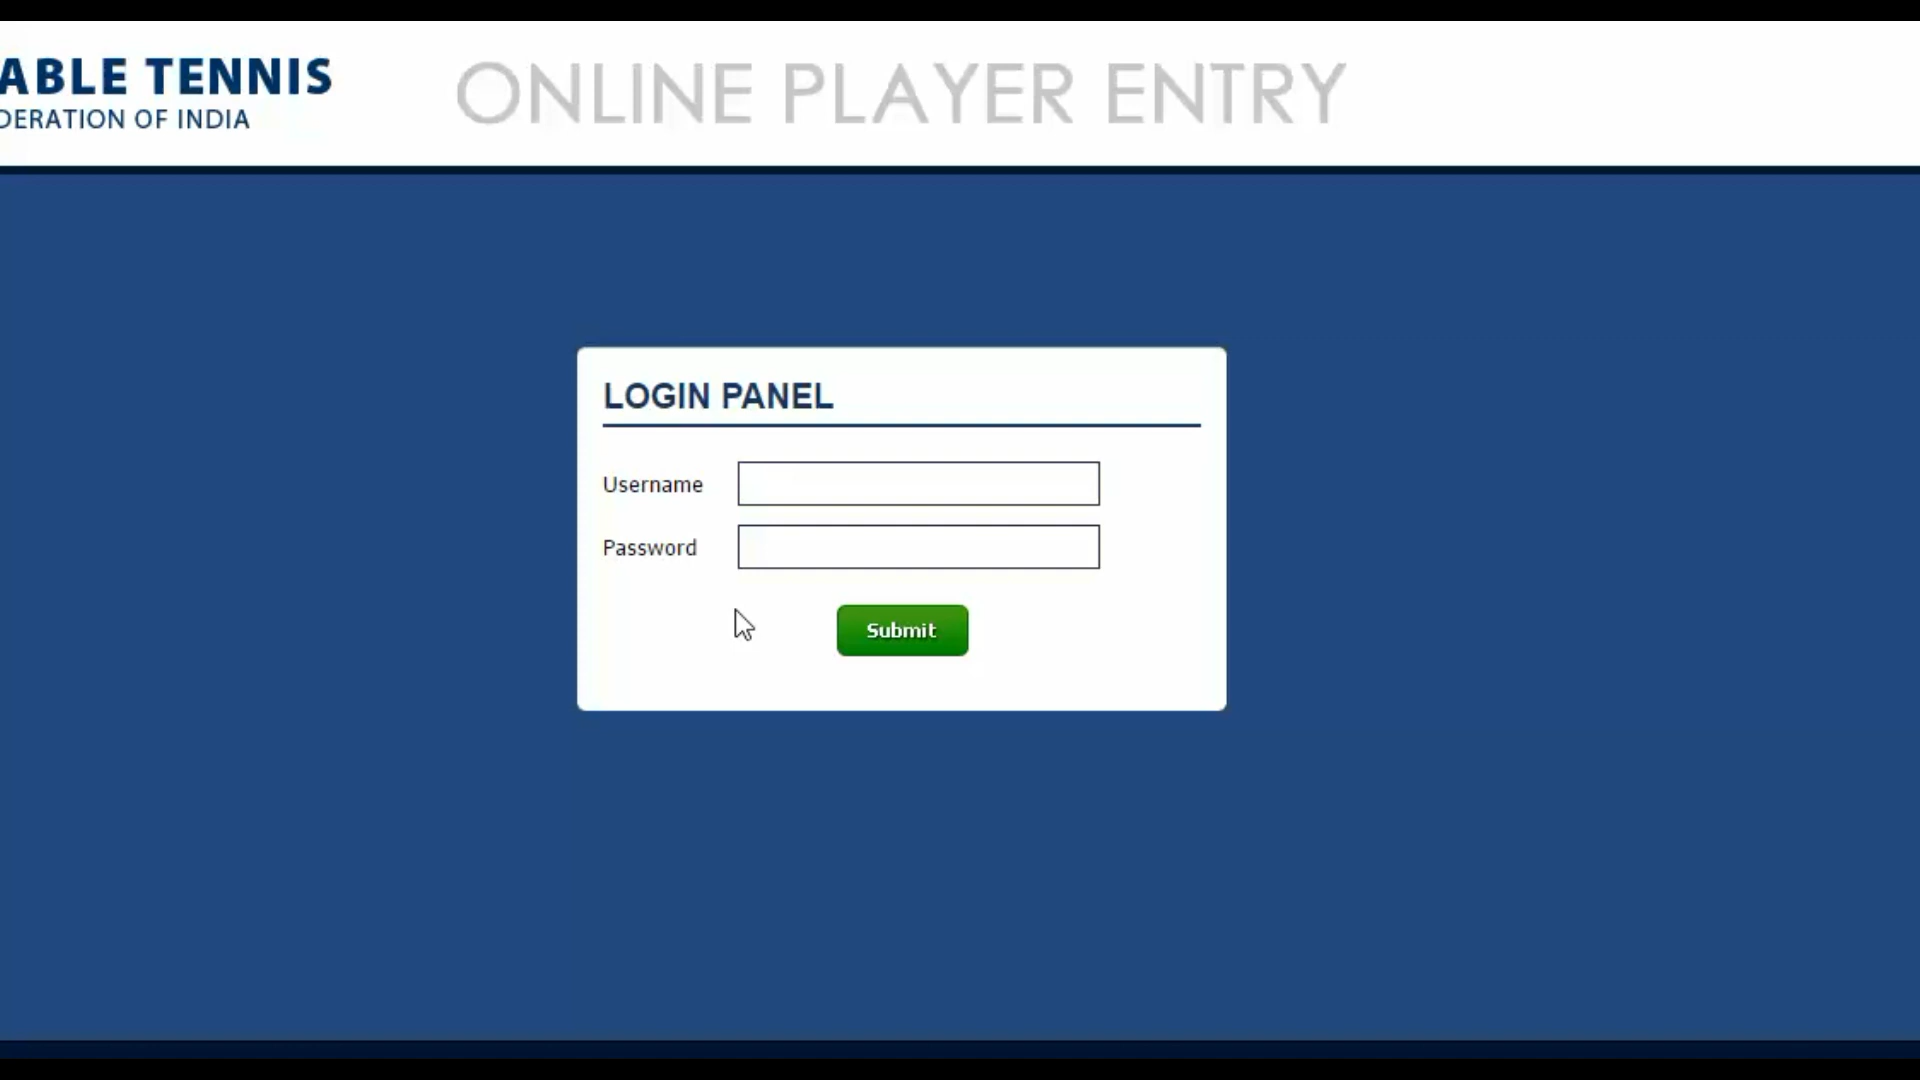 ABLE TENNIS
DERATION OF INDIA
ONLINE PLAYER ENTRY
LOGIN PANEL
Username
Password
Submit